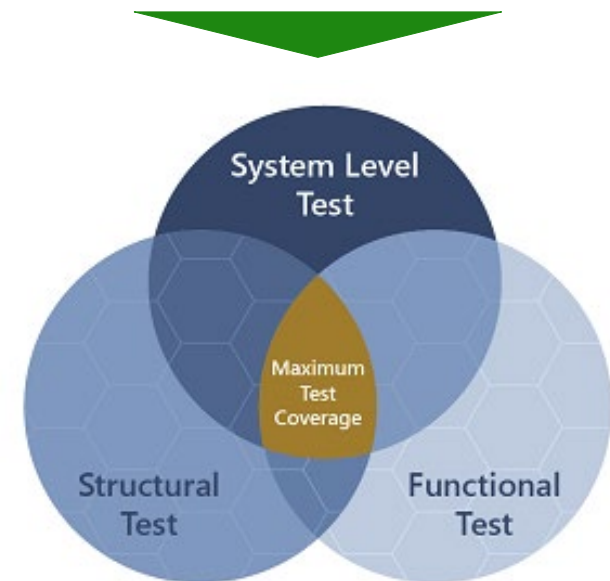 System Level
Test
Maximum
Test
Coverage
Structural
Test
Functional
Test